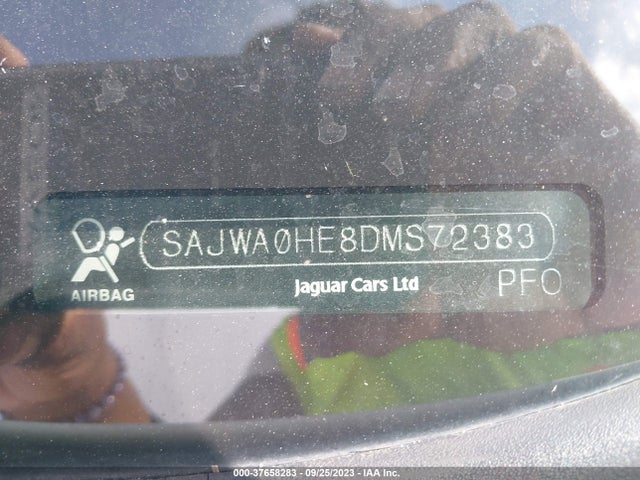 SAJWA0HE8DMS72383
AIRBAG
Jaguar Cars Ltd
PFO
000-37658283 | 09/25/2023 | IAA Inc.